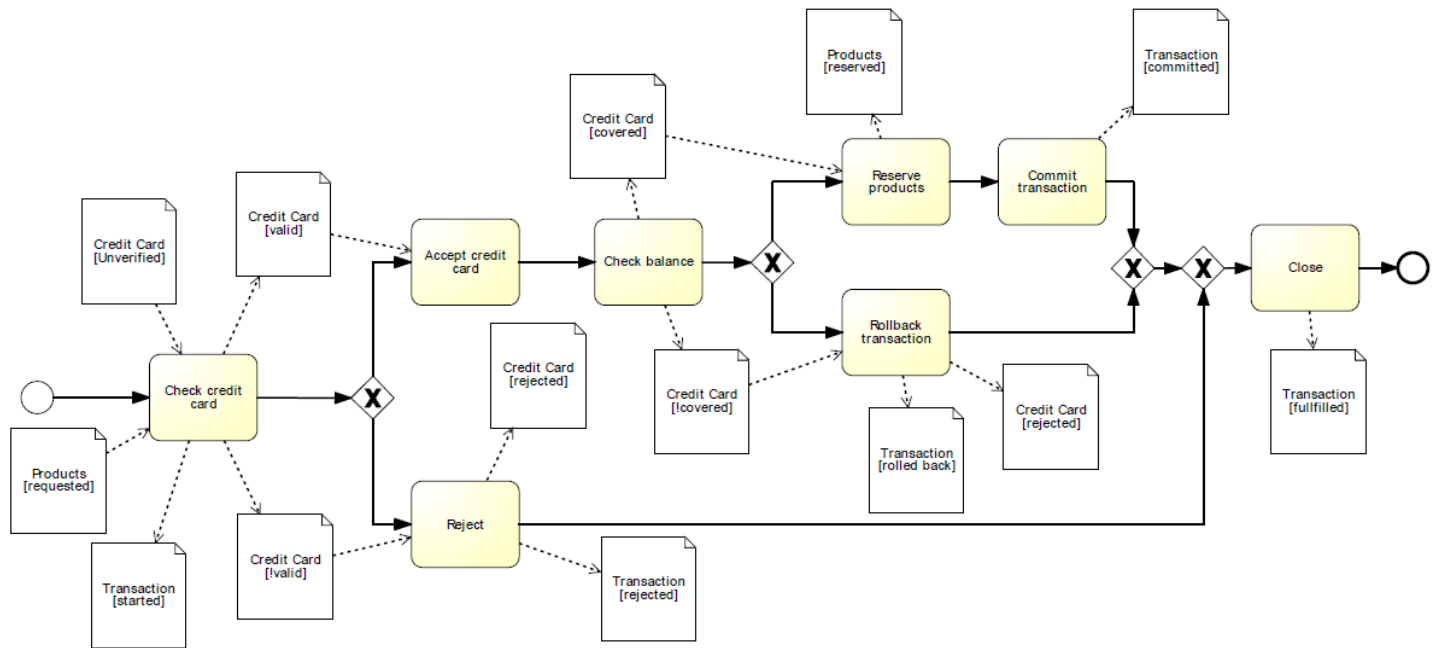 Products
[reserved]
Transaction
[committed]
Credit Card
[covered]
Credit Card
[valid]
Credit Card
[Unverified]
Reserve
products
Commit
transaction
Accept credit
card
Check balance
X
X
X
Close
Rollback
transaction
Credit Card
[rejected]
Check credit
card
X
Credit Card
[!covered]
Transaction
[fullfilled]
Credit Card
[rejected]
Transaction
[rolled back]
Products
[requested]
Reject
Credit Card
[!valid]
Transaction
[started]
Transaction
[rejected]